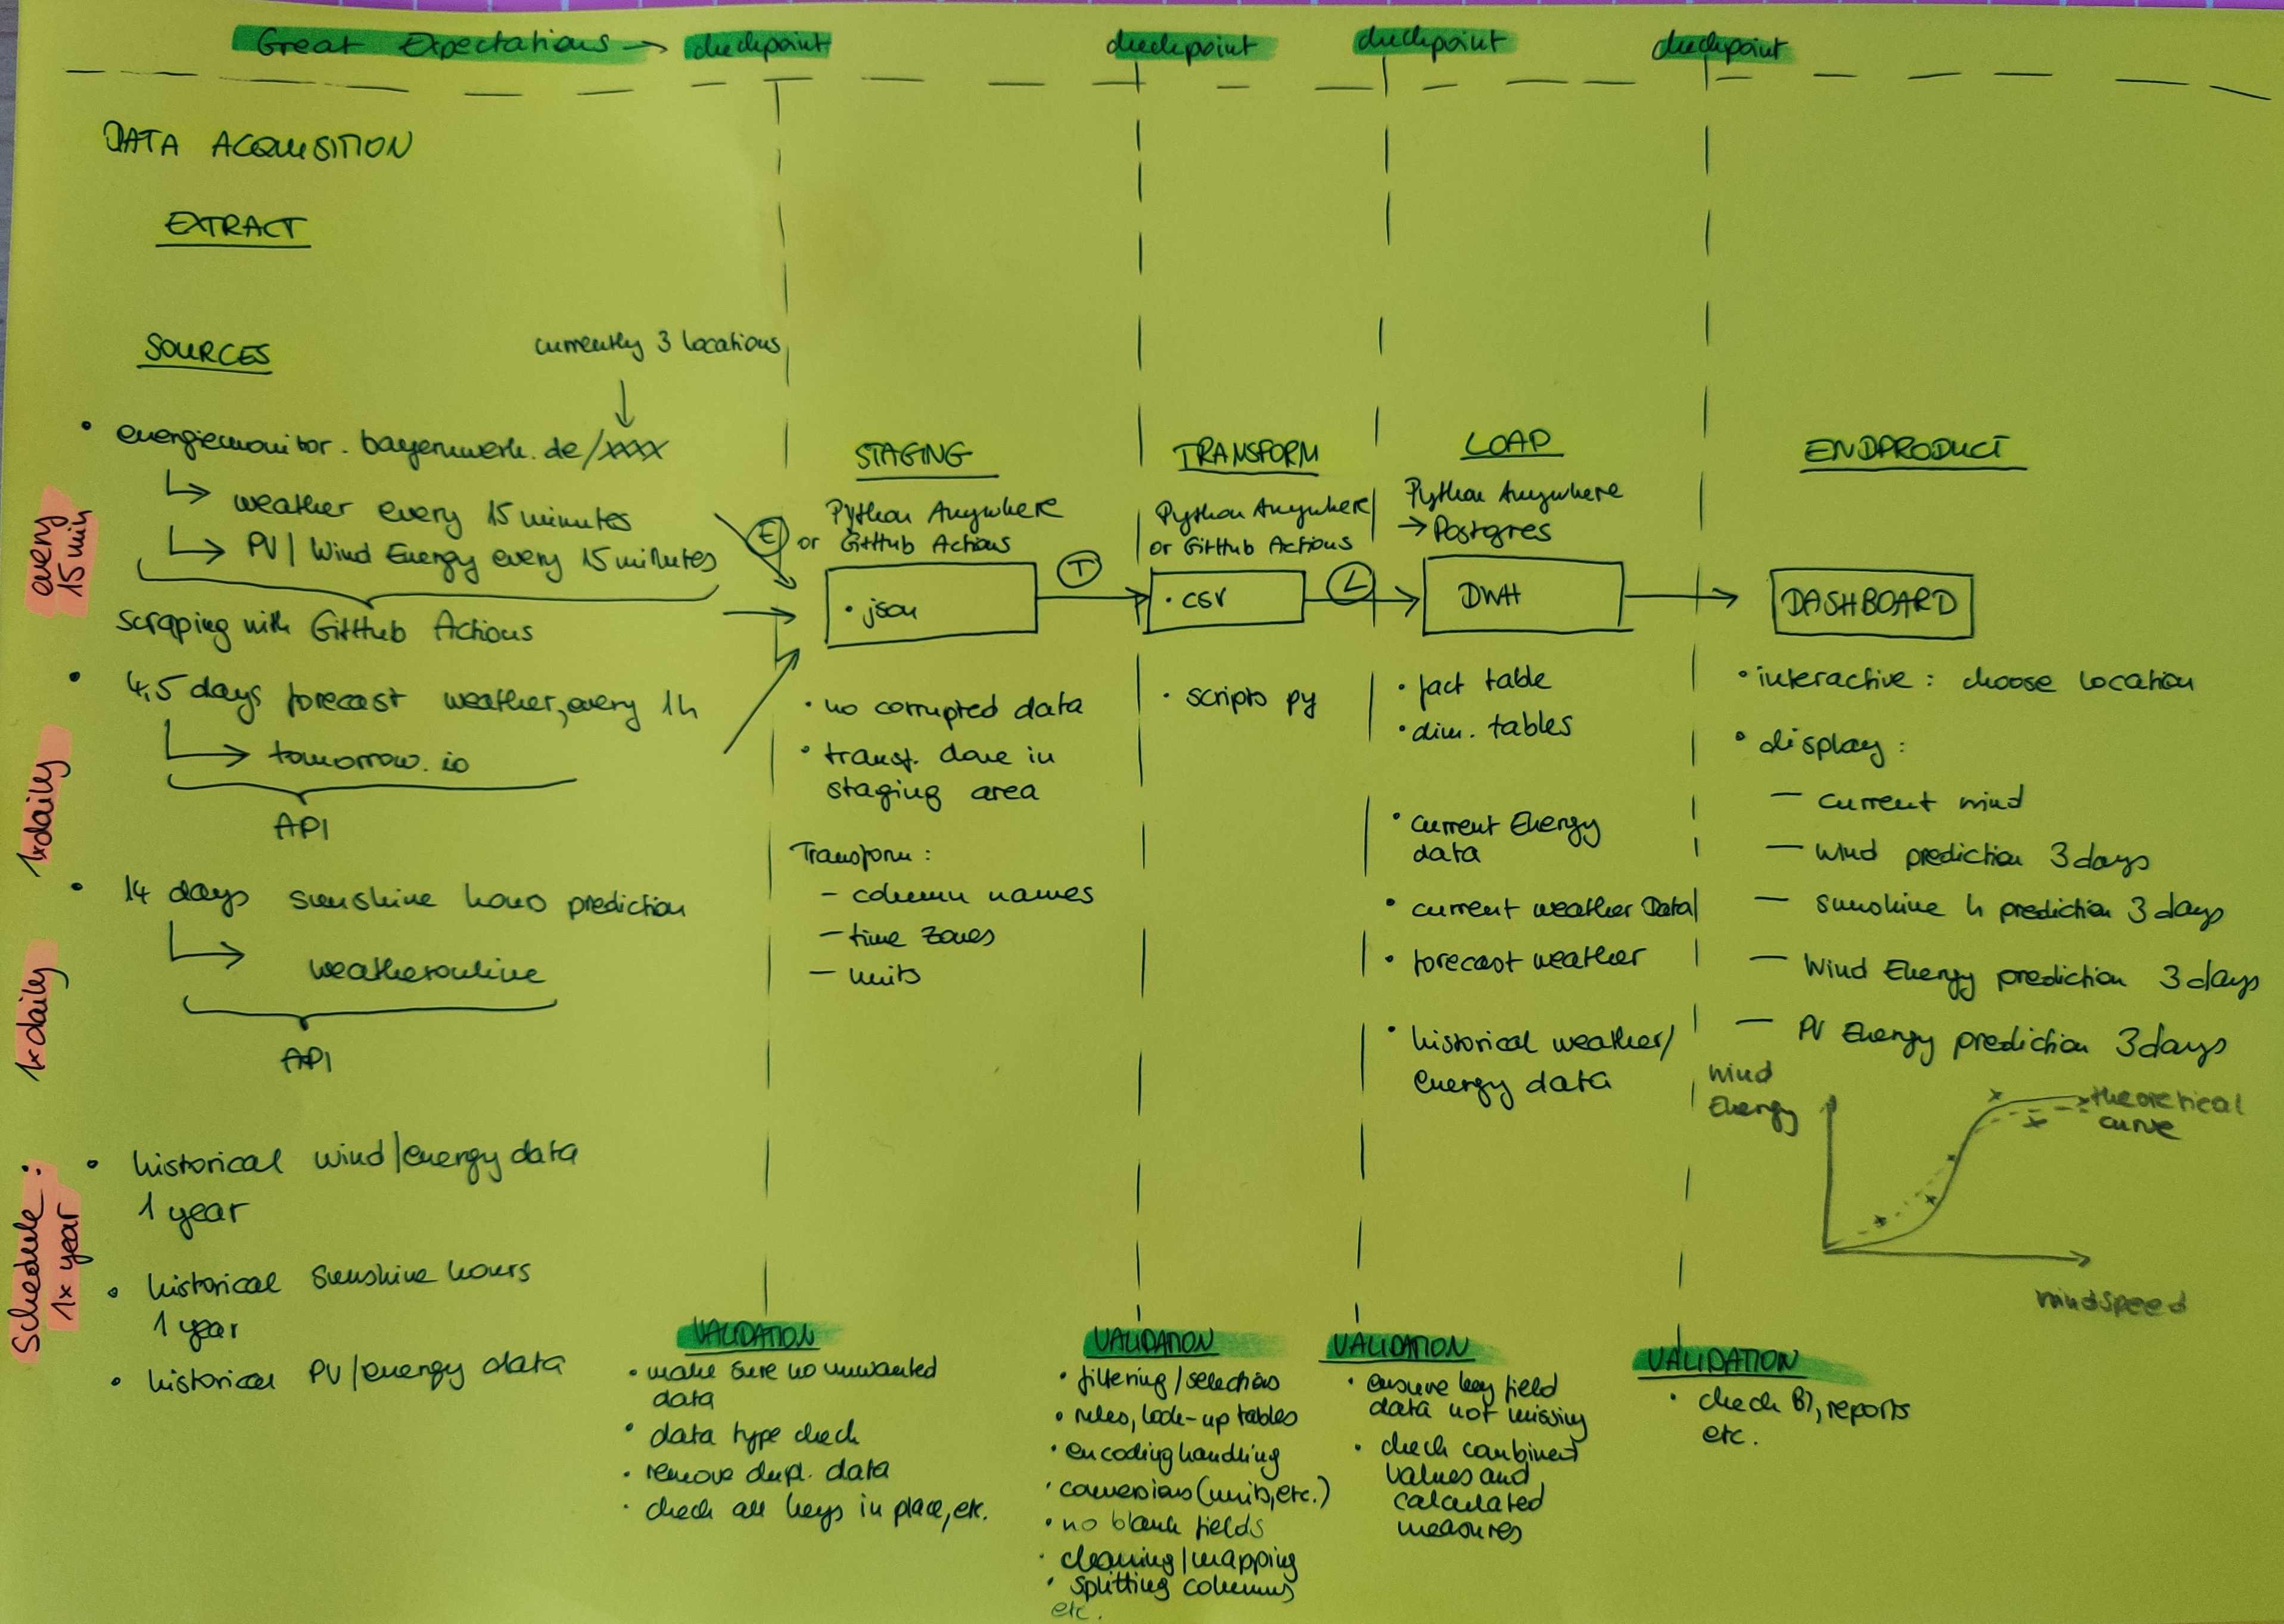 Great Expectations → checkpoint
checkpoint
checkpoint
checkpoint
DATA ACQUISITION
EXTRACT
SOURCES
currently 3 locations
• energiemonitor.bayernwerk.de/xxxx
weather every 15 minutes
PV / Wind Energy every 15 minutes
scraping with GitHub Actions
every
15 min
• 4,5 days forecast weather, every 1h
tomorrow.io
API
1x daily
• 14 days sunshine hours prediction
weatheronline
API
1x daily
• historical wind/energy data
1 year
• historical sunshine hours
1 year
• historical PV/energy data
Schedule:
1x year
E
STAGING
Python Anywhere
or GitHub Actions
• json
• no corrupted data
• transf. done in
staging area
Transform:
– column names
– time zones
– units
T
TRANSFORM
Python Anywhere
or GitHub Actions
• csv
• scripts py
L
LOAD
Python Anywhere
→ Postgres
DWH
• fact table
• dim. tables
• current Energy
data
• current weather Data
• forecast weather
• historical weather/
energy data
ENDPRODUCT
DASHBOARD
• interactive: choose location
• display:
– current wind
– wind prediction 3 days
– sunshine h prediction 3 days
– Wind Energy prediction 3 days
– PV Energy prediction 3 days
wind
Energy
theoretical
curve
windspeed
VALIDATION
• make sure no unwanted
data
• data type check
• remove dupl. data
• check all keys in place, etc.
VALIDATION
• filtering/selections
• rules, look-up tables
• encoding handling
• conversions (units, etc.)
• no blank fields
• cleaning/mapping
• splitting columns
etc.
VALIDATION
• ensure key field
data not missing
• check combined
values and
calculated
measures
VALIDATION
• check BI, reports
etc.